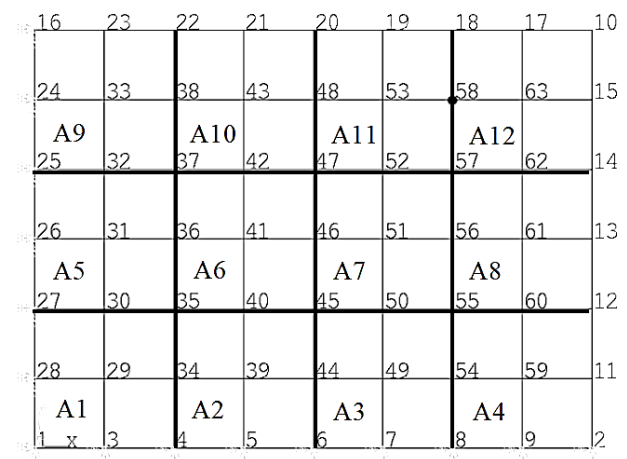 16 23 22 21 20 19 18 17 10
24 33 38 43 48 53 58 63 15
A9 A10 A11 A12
25 32 37 42 47 52 57 62 14
26 31 36 41 46 51 56 61 13
A5 A6 A7 A8
27 30 35 40 45 50 55 60 12
28 29 34 39 44 49 54 59 11
A1 A2 A3 A4
1 x 3 4 5 6 7 8 9 2